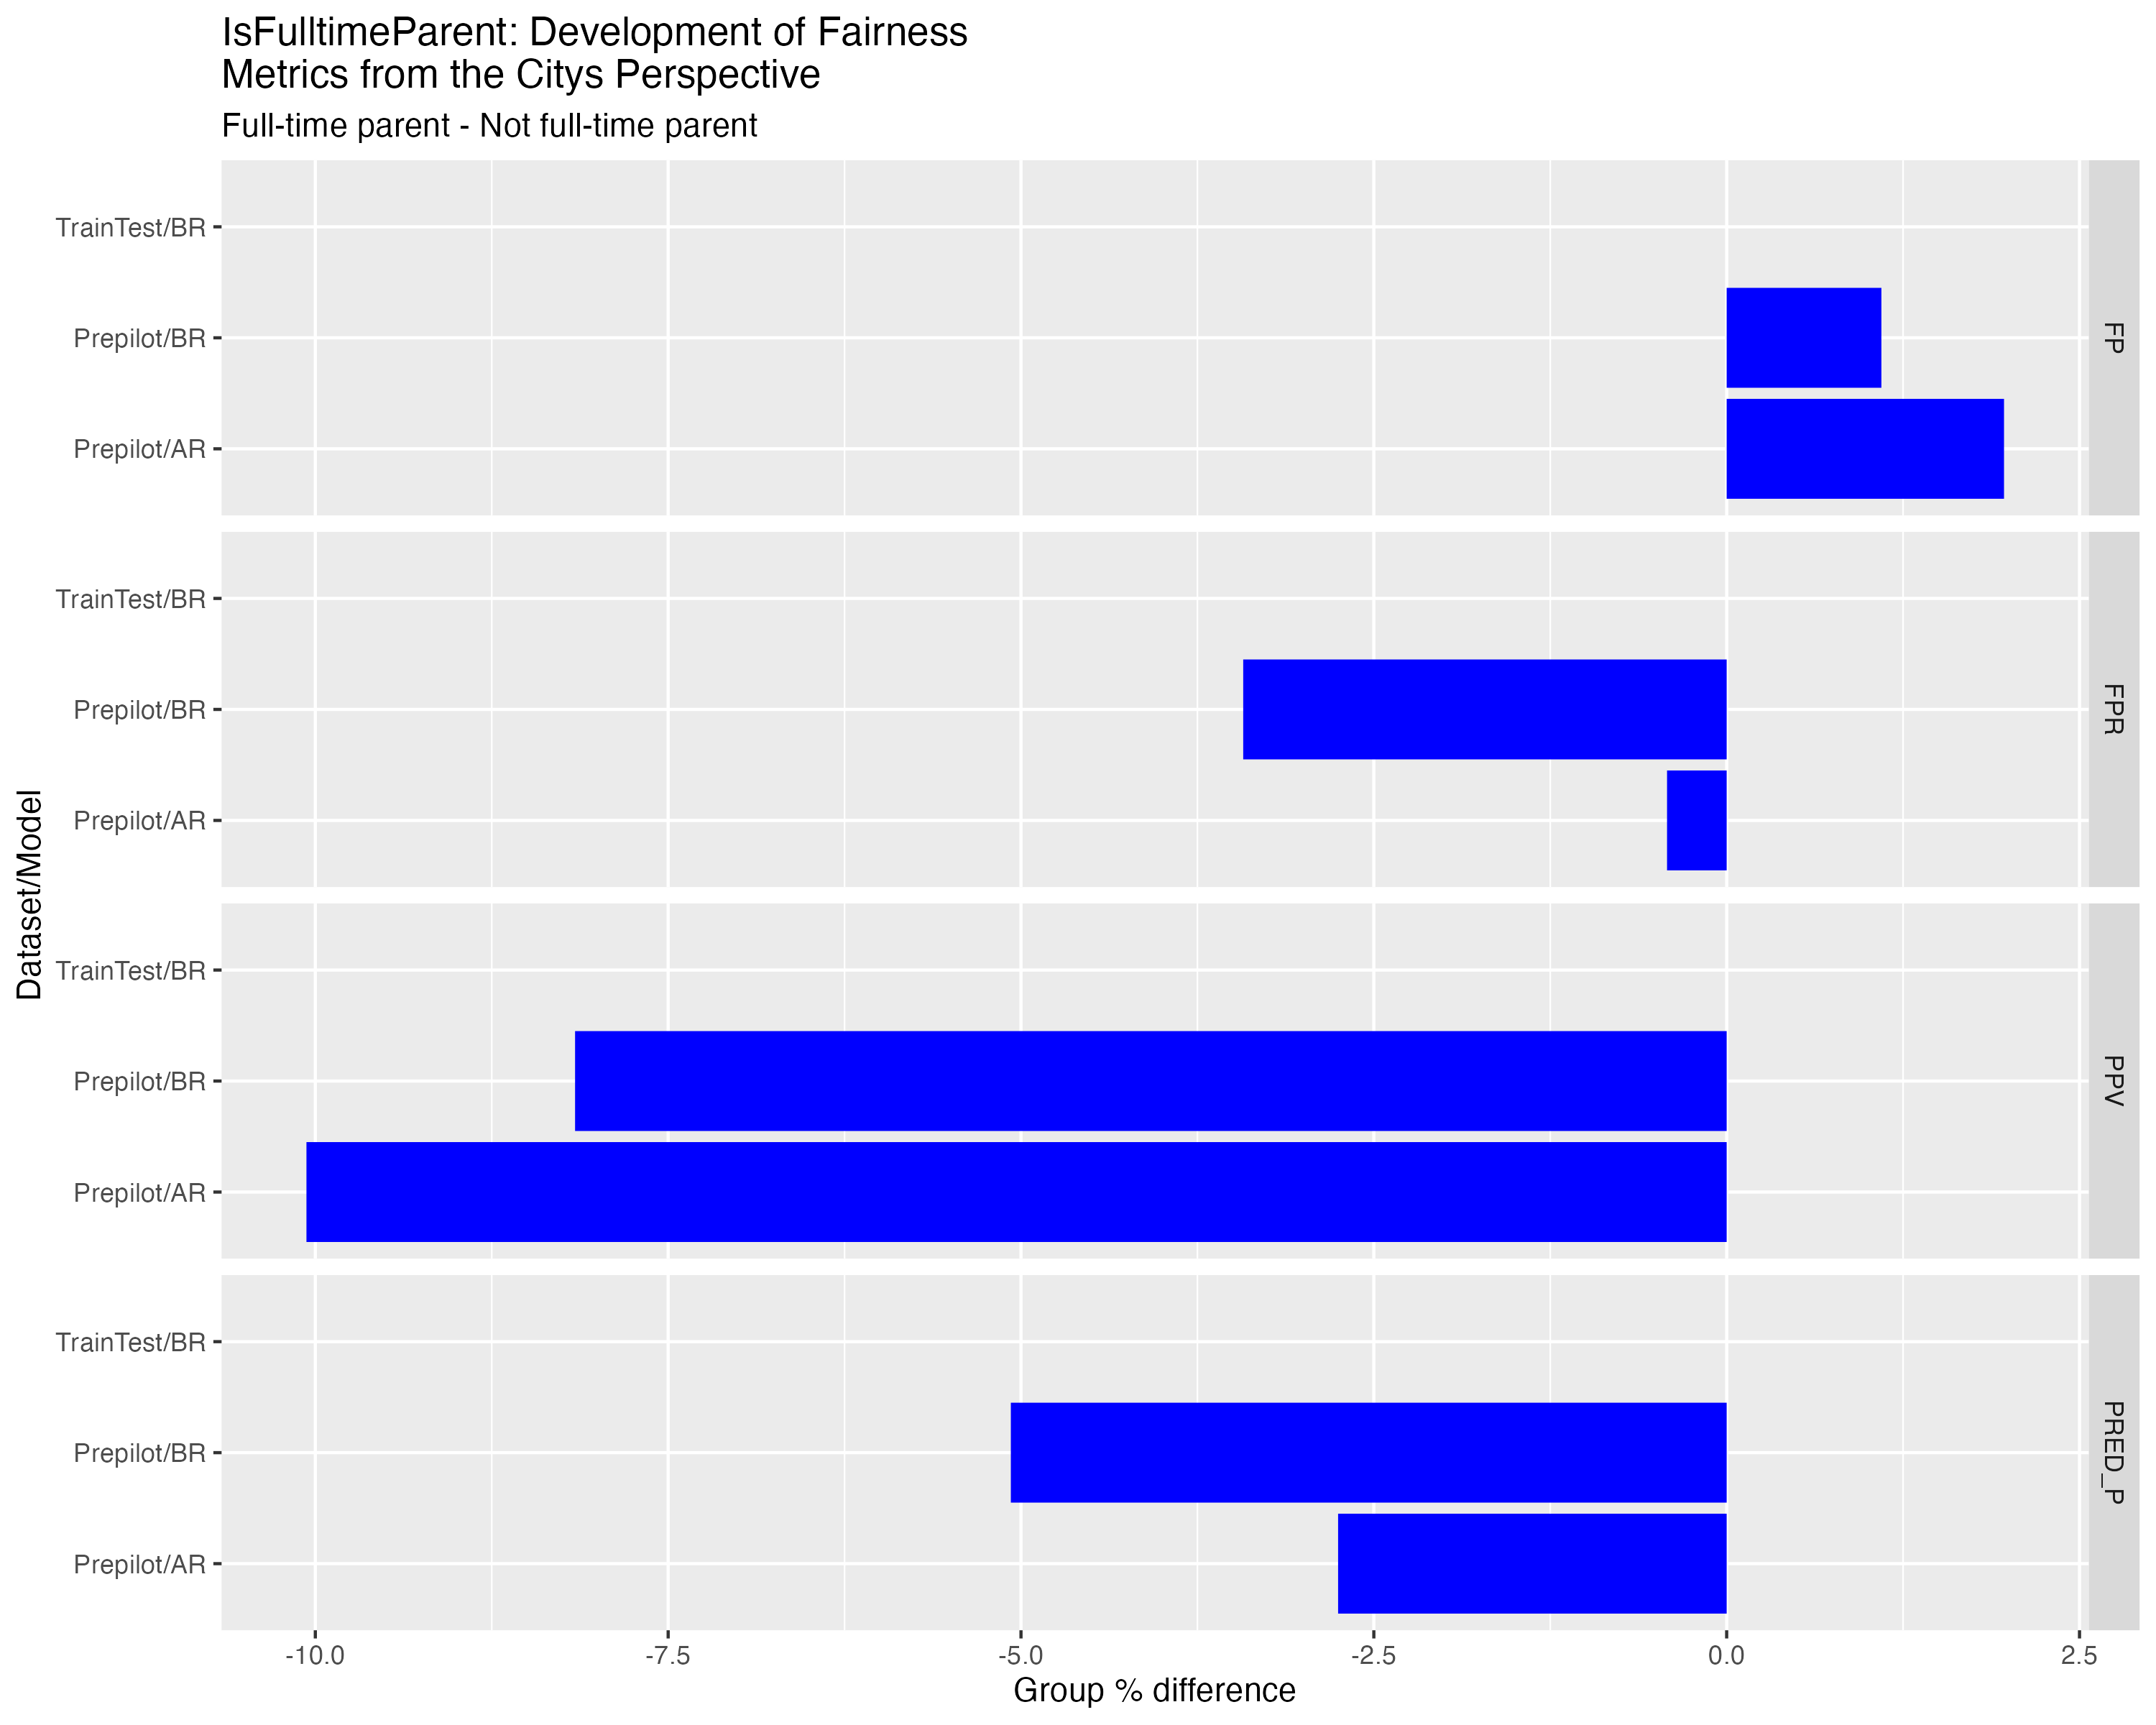 IsFulltimeParent: Development of Fairness
Metrics from the Citys Perspective
Full-time parent - Not full-time parent
TrainTest/BR
Prepilot/BR
Prepilot/AR
FP
TrainTest/BR
Prepilot/BR
Prepilot/AR
FPR
TrainTest/BR
Prepilot/BR
Prepilot/AR
PPV
TrainTest/BR
Prepilot/BR
Prepilot/AR
PRED_P
Dataset/Model
-10.0 -7.5 -5.0 -2.5 0.0 2.5
Group % difference